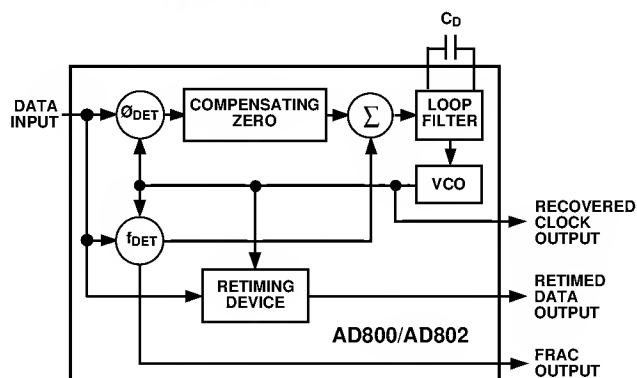 C_D
DATA
INPUT
Ø_DET
COMPENSATING
ZERO
Σ
LOOP
FILTER
VCO
RECOVERED
CLOCK
OUTPUT
f_DET
RETIMING
DEVICE
RETIMED
DATA
OUTPUT
AD800/AD802
FRAC
OUTPUT